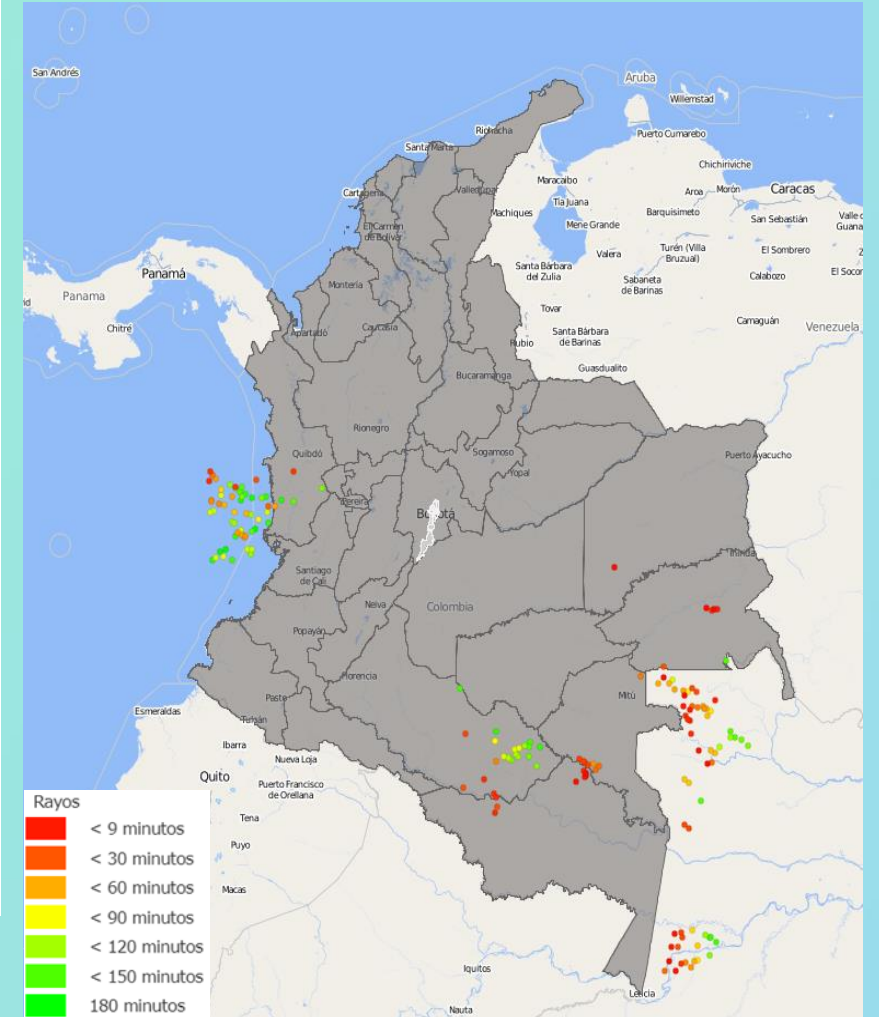 San Andrés
Aruba
Willemstad
Riohacha
Puerto Cumarebo
Santa Marta
Chichiriviche
Cartagena
Valledupar
Maracaibo
Aroa
Morón
Caracas
Tía Juana
Machiques
Barquisimeto
San Sebastián
Valle
Guana
El Carmen
de Bolívar
Mene Grande
Turén (Villa
Bruzual)
El Sombrero
Valera
Panamá
Santa Bárbara
del Zulia
Calabozo
El Socor
Montería
Sabaneta
de Barinas
Panama
Tovar
Chitré
Apartadó
Caucasia
Santa Bárbara
de Barinas
Camaguán
Venezuela
Rubio
Guasdualito
Bucaramanga
Rionegro
Quibdó
Sogamoso
Puerto Ayacucho
Yopal
Pereira
Bogotá
Inírida
Santiago
de Cali
Neiva
Colombia
Popayán
Florencia
Mitú
Pasto
Esmeraldas
Tulcán
Ibarra
Nueva Loja
Quito
Puerto Francisco
de Orellana
Tena
Puyo
Macas
Iquitos
Leticia
Nauta
Rayos
< 9 minutos
< 30 minutos
< 60 minutos
< 90 minutos
< 120 minutos
< 150 minutos
180 minutos